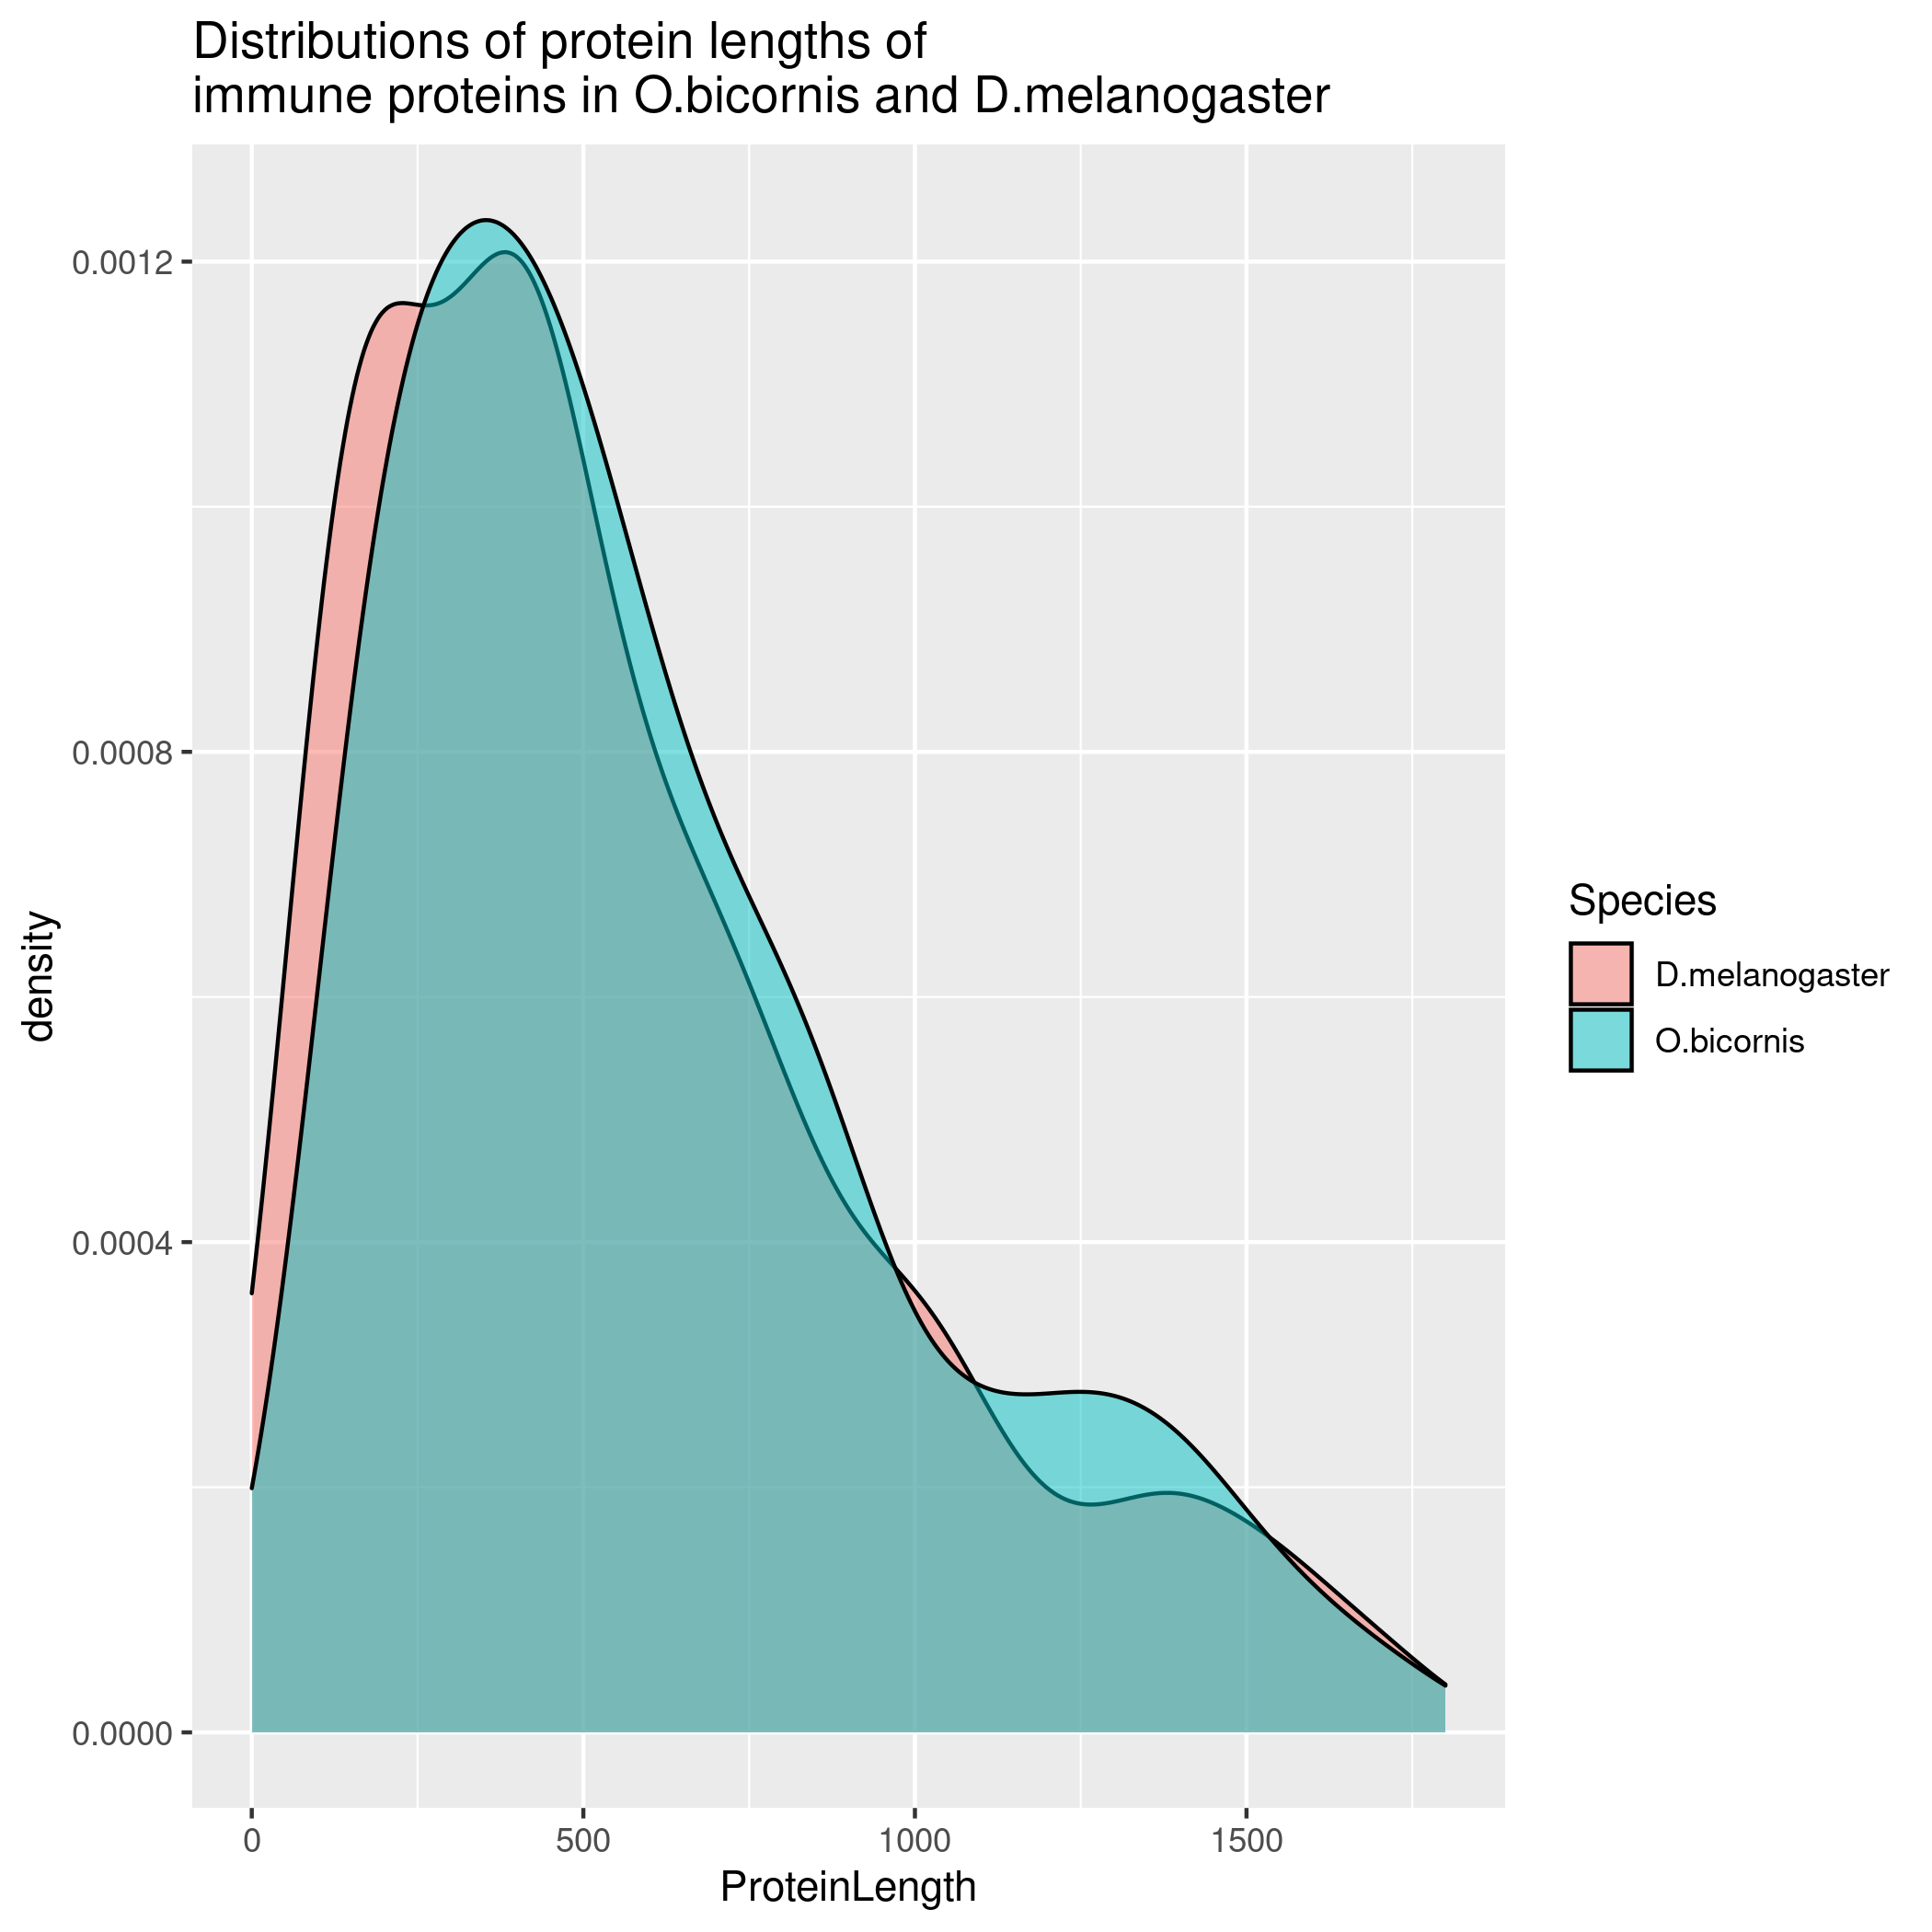 Distributions of protein lengths of
immune proteins in O.bicornis and D.melanogaster
0.0012
0.0008
0.0004
0.0000
density
0
500
1000
1500
ProteinLength
Species
D.melanogaster
O.bicornis